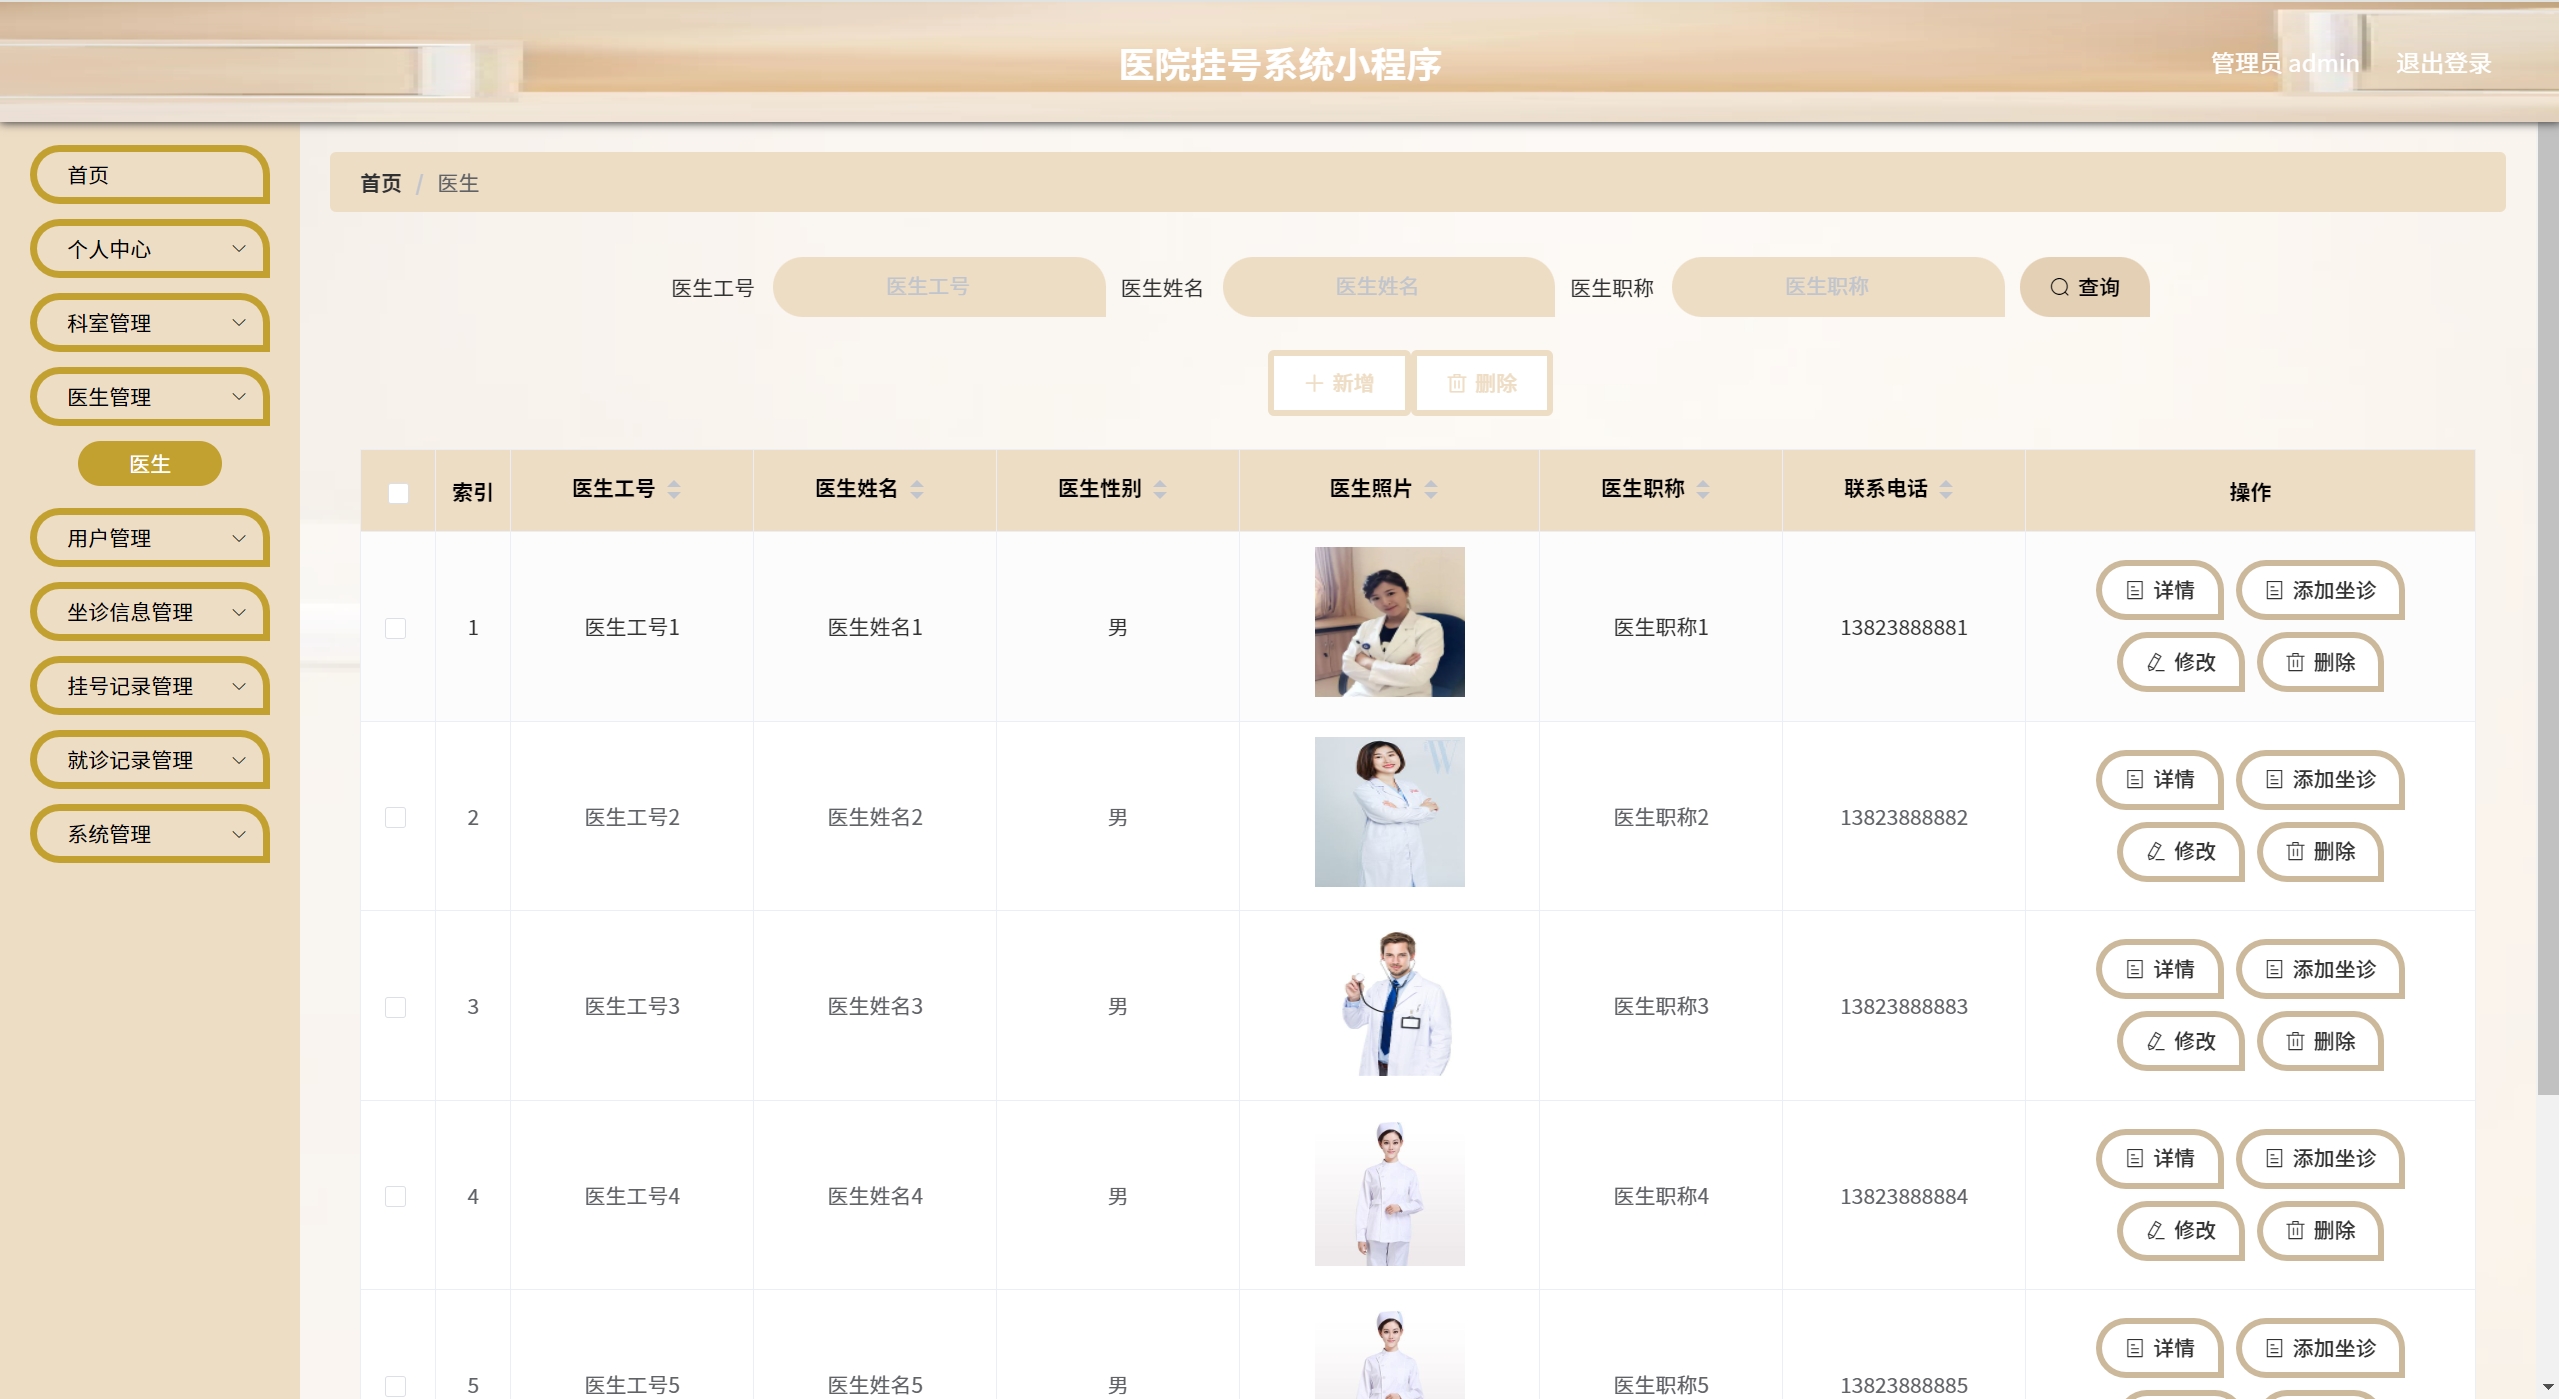 医院挂号系统小程序
管理员 admin 退出登录
首页
个人中心
科室管理
医生管理
医生
用户管理
坐诊信息管理
挂号记录管理
就诊记录管理
系统管理
首页 / 医生
医生工号 医生工号 医生姓名 医生姓名 医生职称 医生职称 查询
新增 删除
索引 医生工号 医生姓名 医生性别 医生照片 医生职称 联系电话 操作
1 医生工号1 医生姓名1 男 医生职称1 13823888881 详情 添加坐诊
修改 删除
W
2 医生工号2 医生姓名2 男 医生职称2 13823888882 详情 添加坐诊
修改 删除
3 医生工号3 医生姓名3 男 医生职称3 13823888883 详情 添加坐诊
修改 删除
4 医生工号4 医生姓名4 男 医生职称4 13823888884 详情 添加坐诊
修改 删除
5 医生工号5 医生姓名5 男 医生职称5 13823888885 详情 添加坐诊